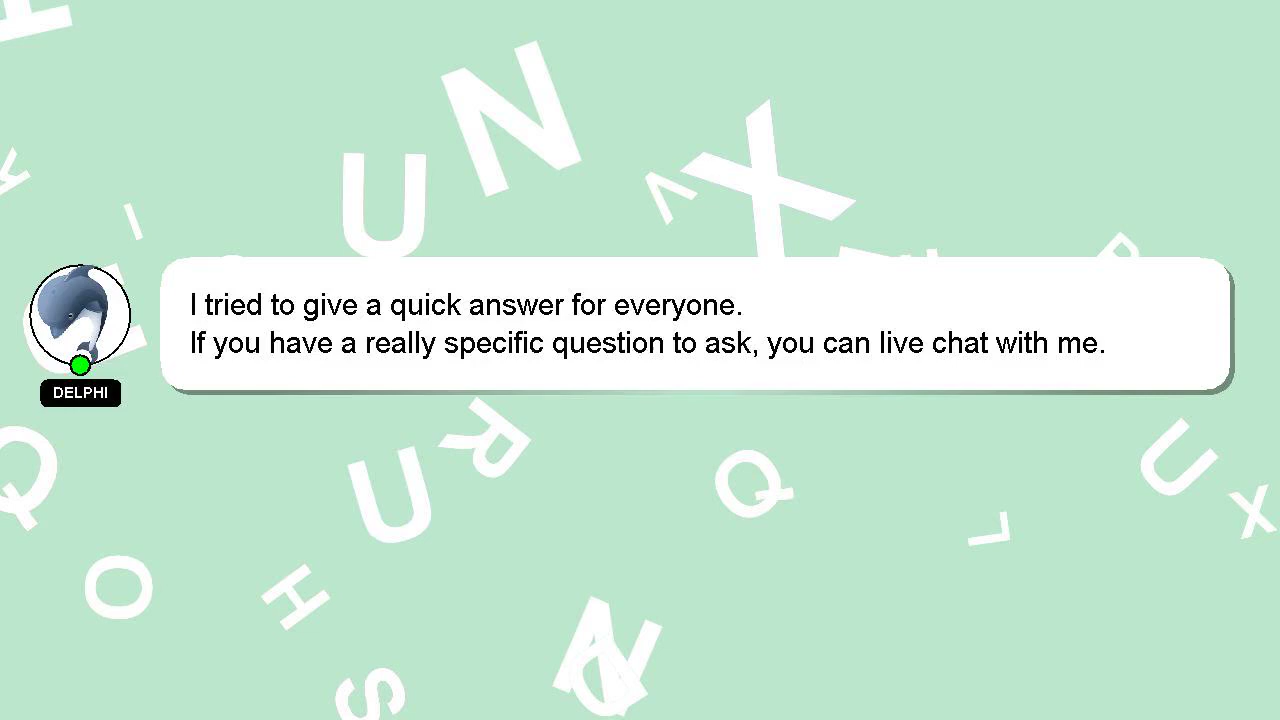 I tried to give a quick answer for everyone.
If you have a really specific question to ask, you can live chat with me.
DELPHI
N
U
X
V
R
I
U
R
Q
Q
U
X
L
O
H
N
S